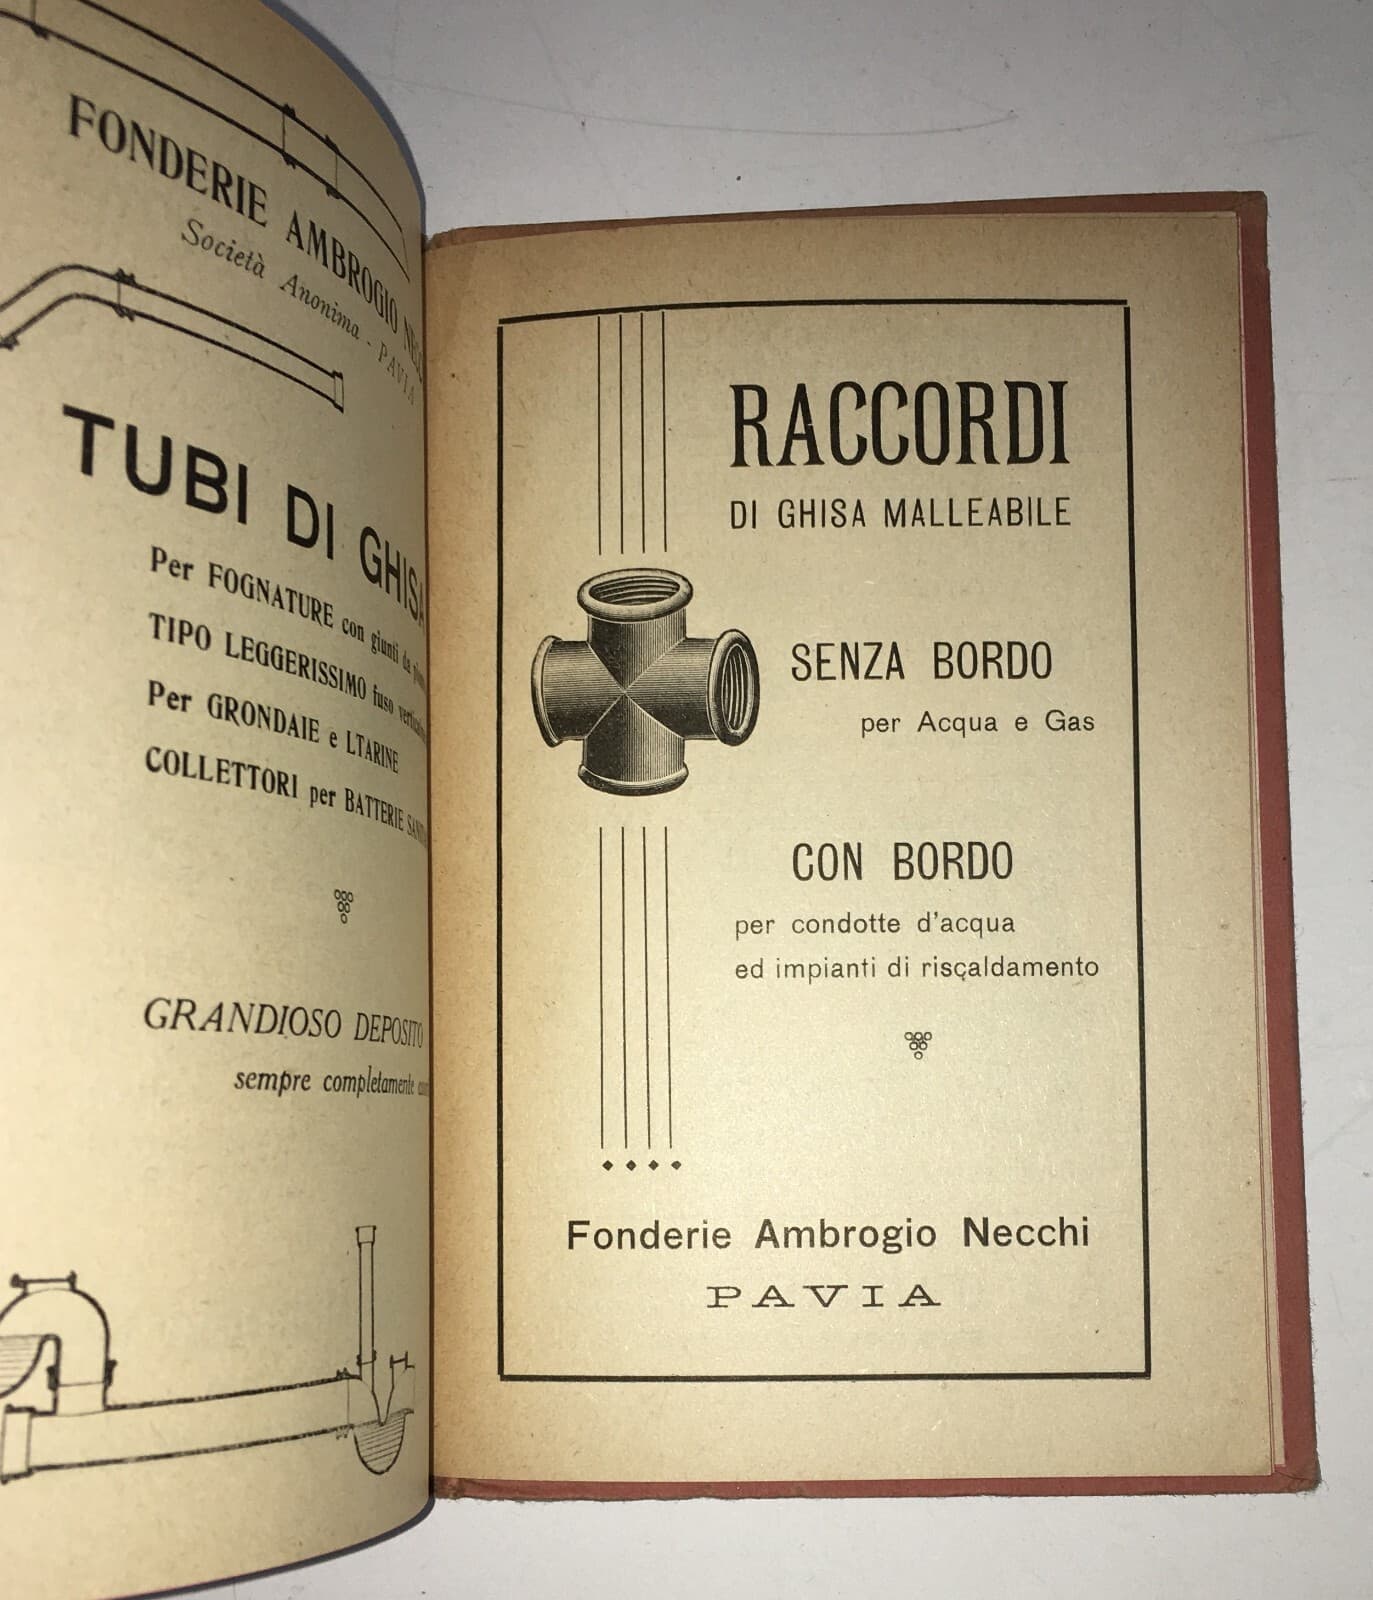 FONDERIE AMBROGIO
Società Anonima - PAVIA
TUBI DI GHISA
Per FOGNATURE con giunti da
TIPO LEGGERISSIMO fuso
Per GRONDAIE e LTARINE
COLLETTORI per BATTERIE
GRANDIOSO DEPOSITO
sempre completamente
RACCORDI
DI GHISA MALLEABILE
SENZA BORDO
per Acqua e Gas
CON BORDO
per condotte d'acqua
ed impianti di risçaldamento
Fonderie Ambrogio Necchi
PAVIA